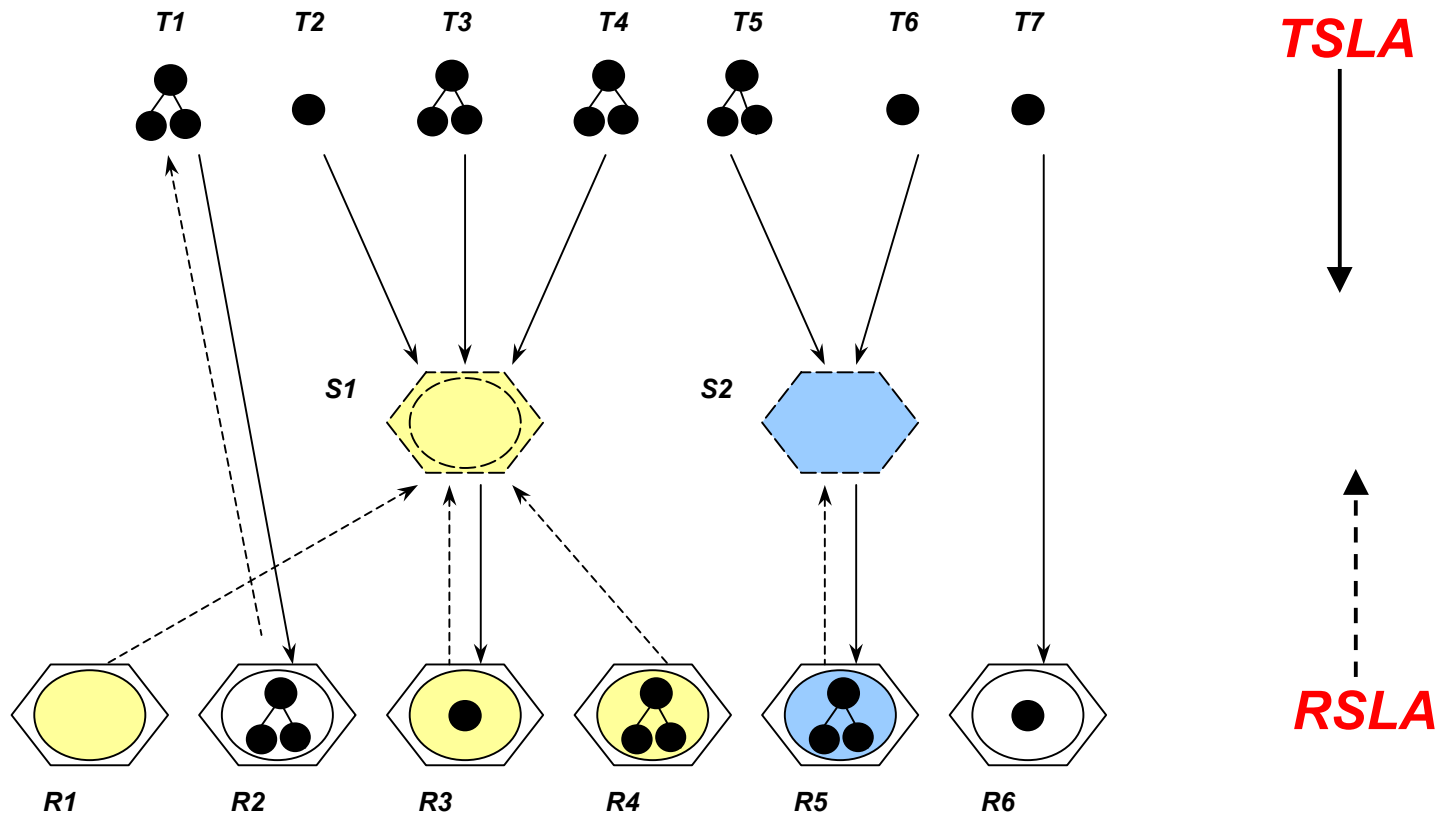 T1 T2 T3 T4 T5 T6 T7
TSLA
S1 S2
RSLA
R1 R2 R3 R4 R5 R6